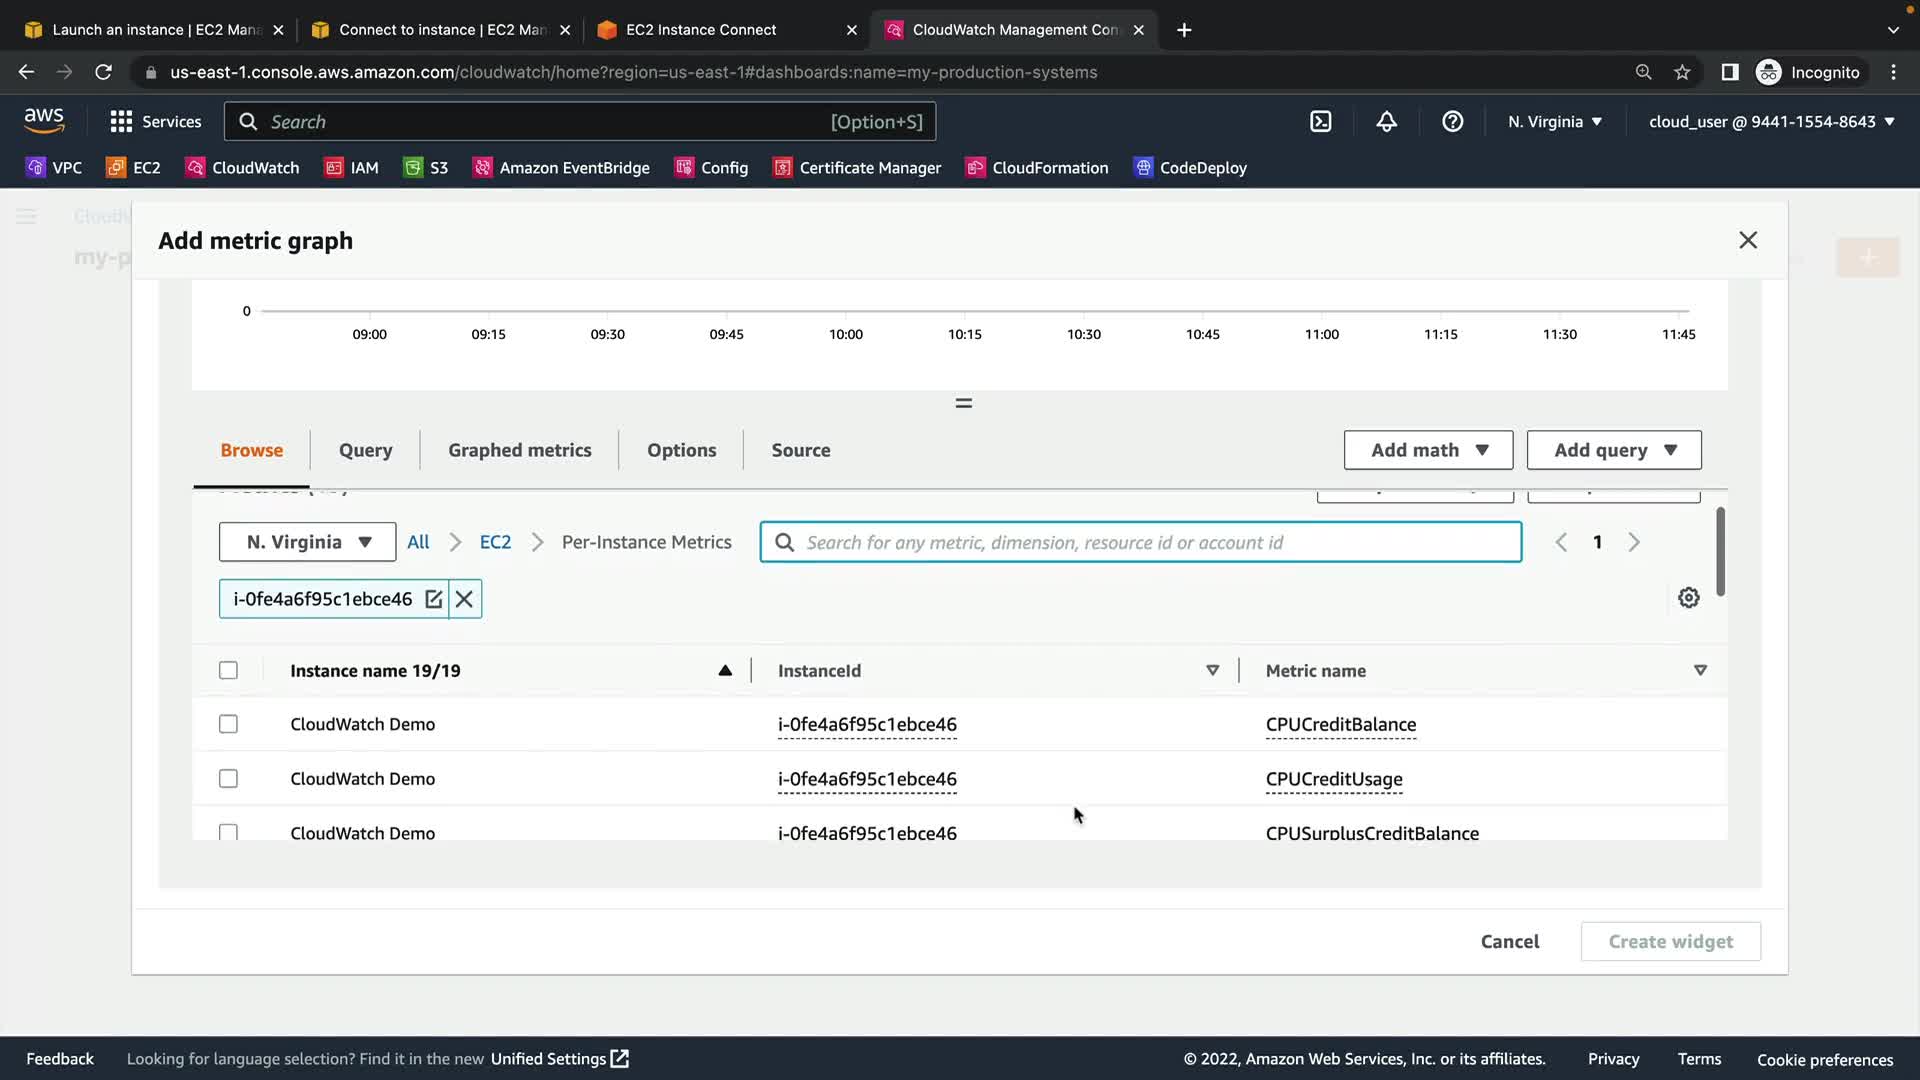 Launch an instance | EC2 Mana
Connect to instance | EC2 Man
EC2 Instance Connect
CloudWatch Management Con
us-east-1.console.aws.amazon.com/cloudwatch/home?region=us-east-1#dashboards:name=my-production-systems
Incognito
aws
Services
Search
[Option+S]
N. Virginia
cloud_user @ 9441-1554-8643
VPC
EC2
CloudWatch
IAM
S3
Amazon EventBridge
Config
Certificate Manager
CloudFormation
CodeDeploy
CloudW
my-p
Add metric graph
0
09:00 09:15 09:30 09:45 10:00 10:15 10:30 10:45 11:00 11:15 11:30 11:45
Browse
Query
Graphed metrics
Options
Source
Add math
Add query
N. Virginia
All
EC2
Per-Instance Metrics
Search for any metric, dimension, resource id or account id
1
i-0fe4a6f95c1ebce46
Instance name 19/19 InstanceId Metric name
CloudWatch Demo i-0fe4a6f95c1ebce46 CPUCreditBalance
CloudWatch Demo i-0fe4a6f95c1ebce46 CPUCreditUsage
CloudWatch Demo i-0fe4a6f95c1ebce46 CPUSurplusCreditBalance
Cancel
Create widget
Feedback
Looking for language selection? Find it in the new Unified Settings
© 2022, Amazon Web Services, Inc. or its affiliates.
Privacy
Terms
Cookie preferences